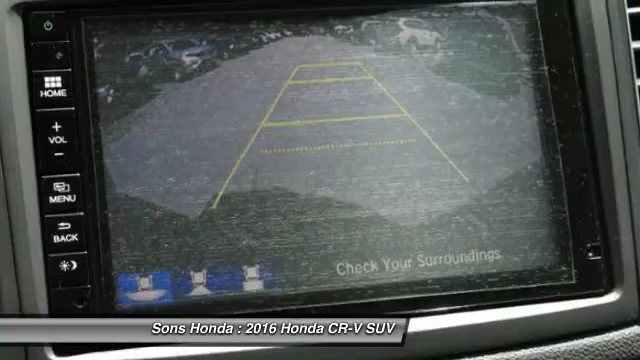 HOME
+
VOL
-
MENU
BACK
Check Your Surroundings
Sons Honda : 2016 Honda CR-V SUV